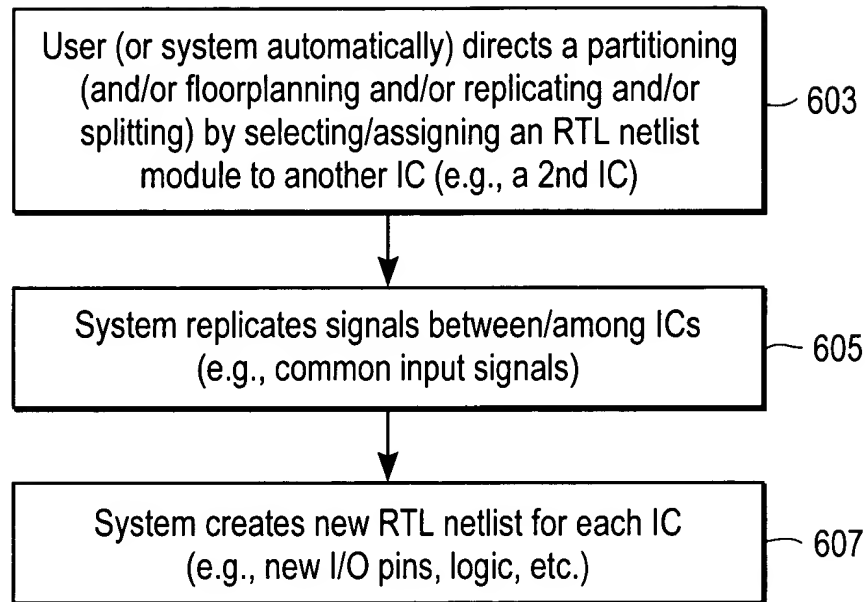 User (or system automatically) directs a partitioning
(and/or floorplanning and/or replicating and/or
splitting) by selecting/assigning an RTL netlist
module to another IC (e.g., a 2nd IC)
603
System replicates signals between/among ICs
(e.g., common input signals)
605
System creates new RTL netlist for each IC
(e.g., new I/O pins, logic, etc.)
607